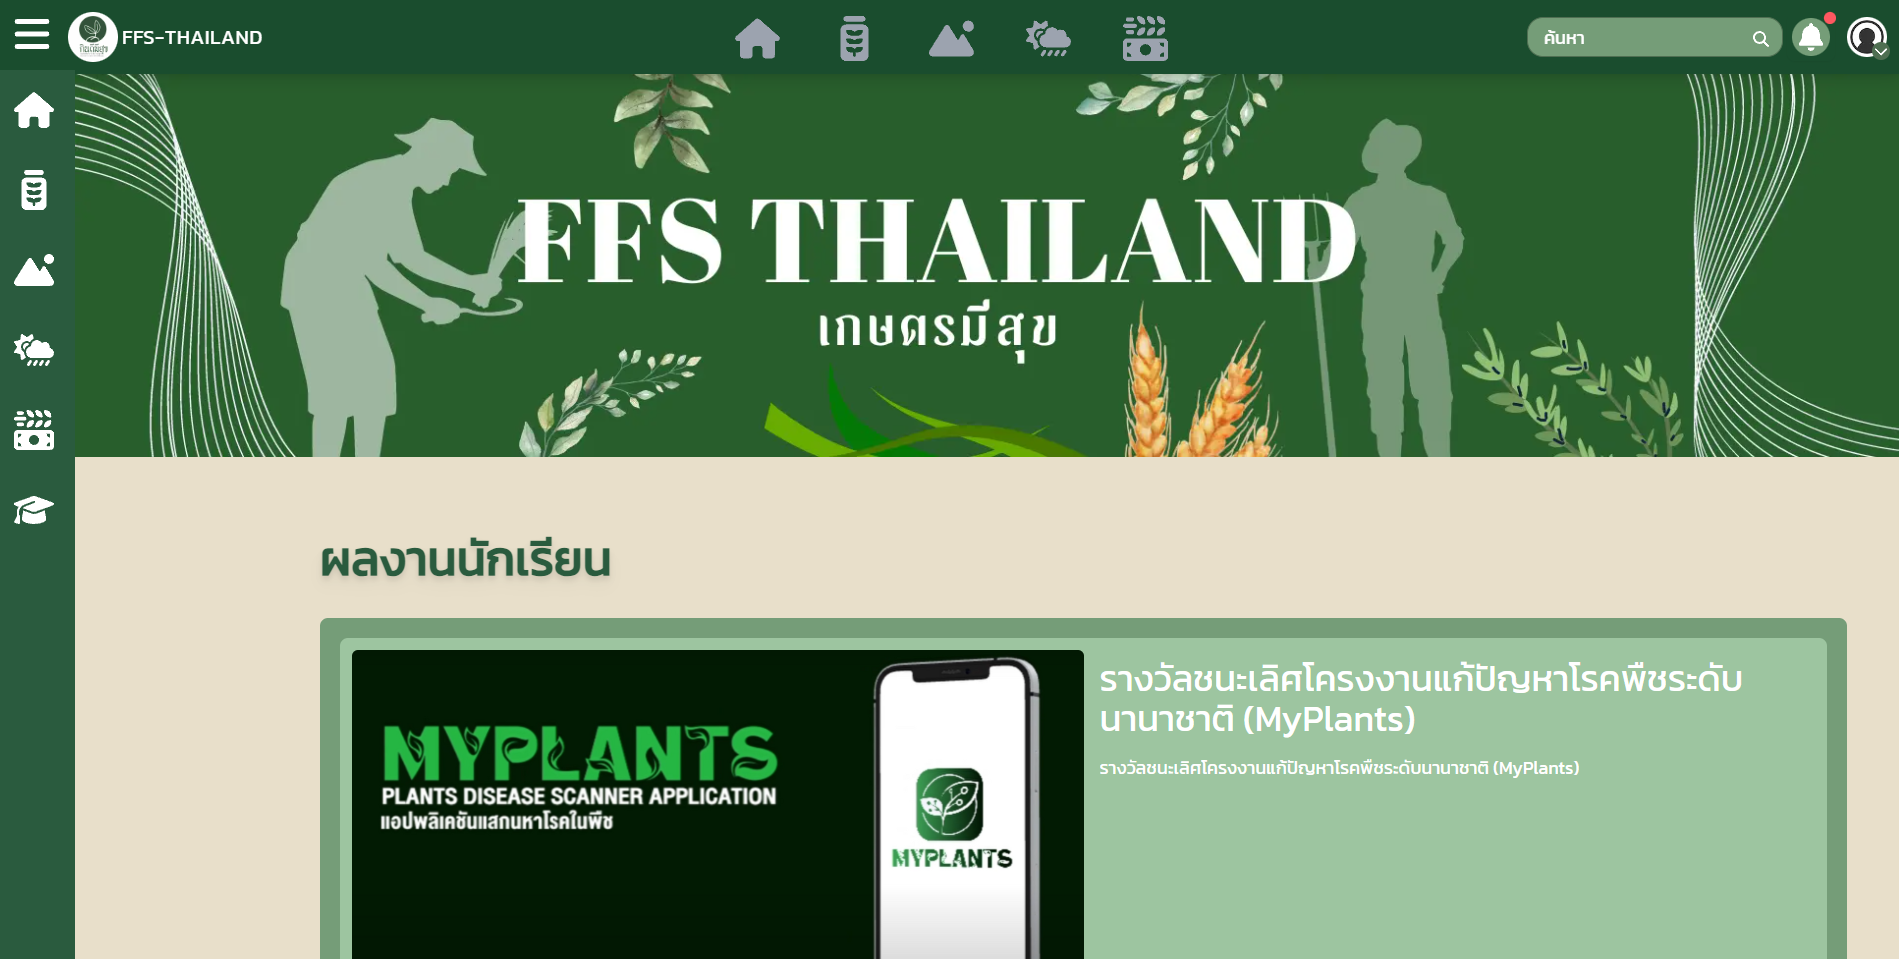 FFS-THAILAND
ค้นหา
FFS THAILAND
เกษตรมีสุข
ผลงานนักเรียน
MYPLANTS
PLANTS DISEASE SCANNER APPLICATION
แอปพลิเคชันแสกนหาโรคในพืช
MYPLANTS
รางวัลชนะเลิศโครงงานแก้ปัญหาโรคพืชระดับ
นานาชาติ (MyPlants)
รางวัลชนะเลิศโครงงานแก้ปัญหาโรคพืชระดับนานาชาติ (MyPlants)